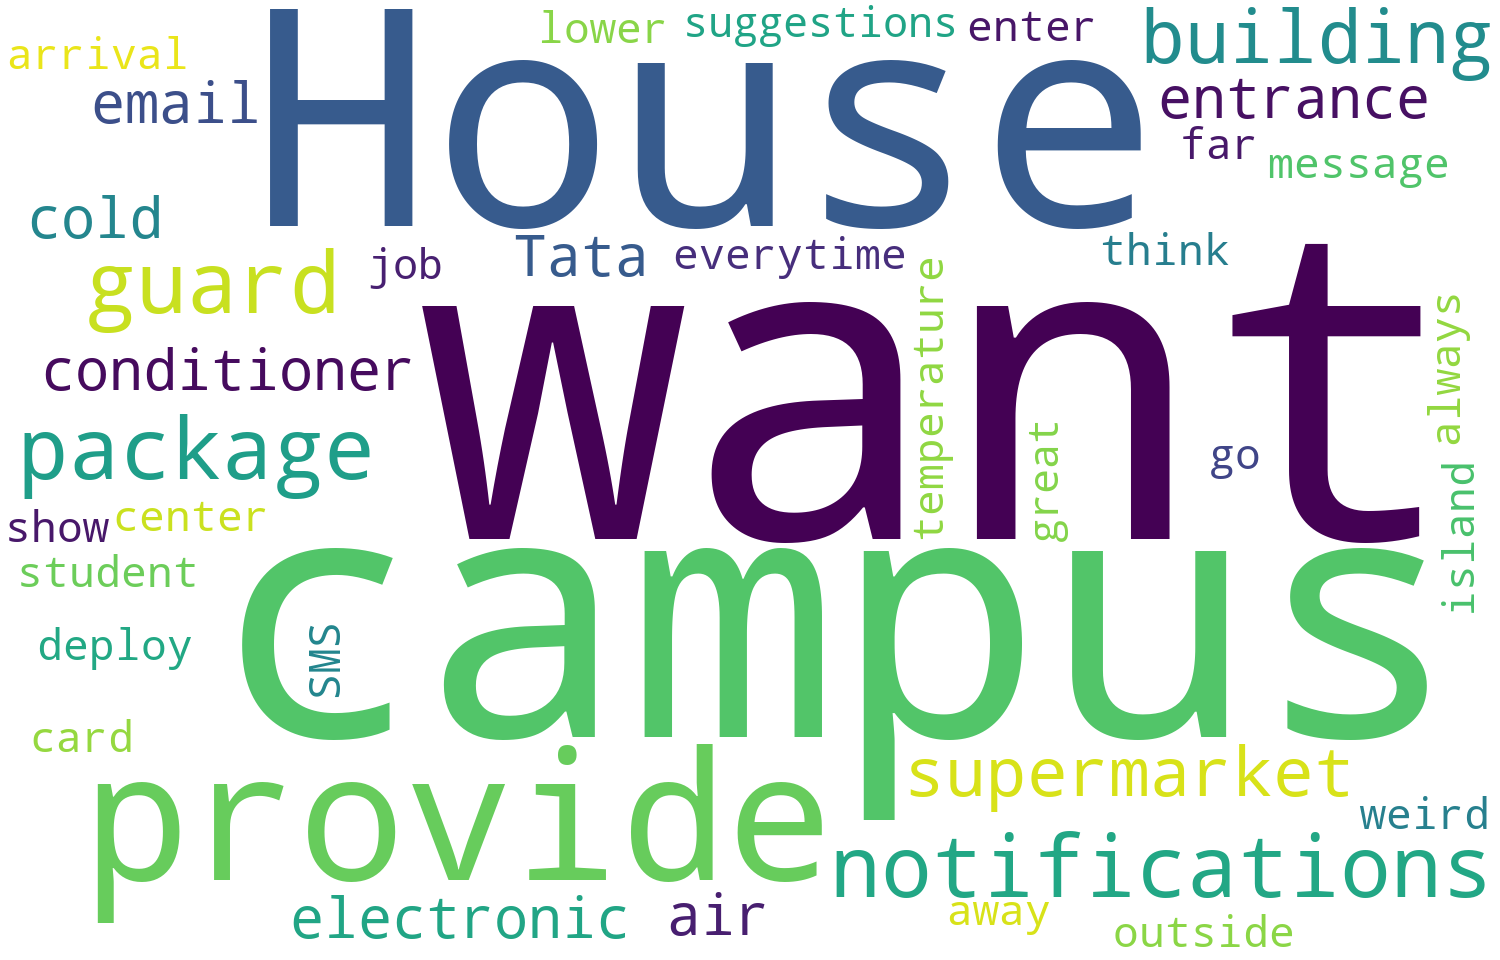 lower suggestions enter building
arrival House
email entrance
far message
cold
guard job Tata everytime think
want
conditioner temperature always
package great go
show center island
student campus
deploy SMS
card
provide supermarket
weird
notifications
electronic air away outside